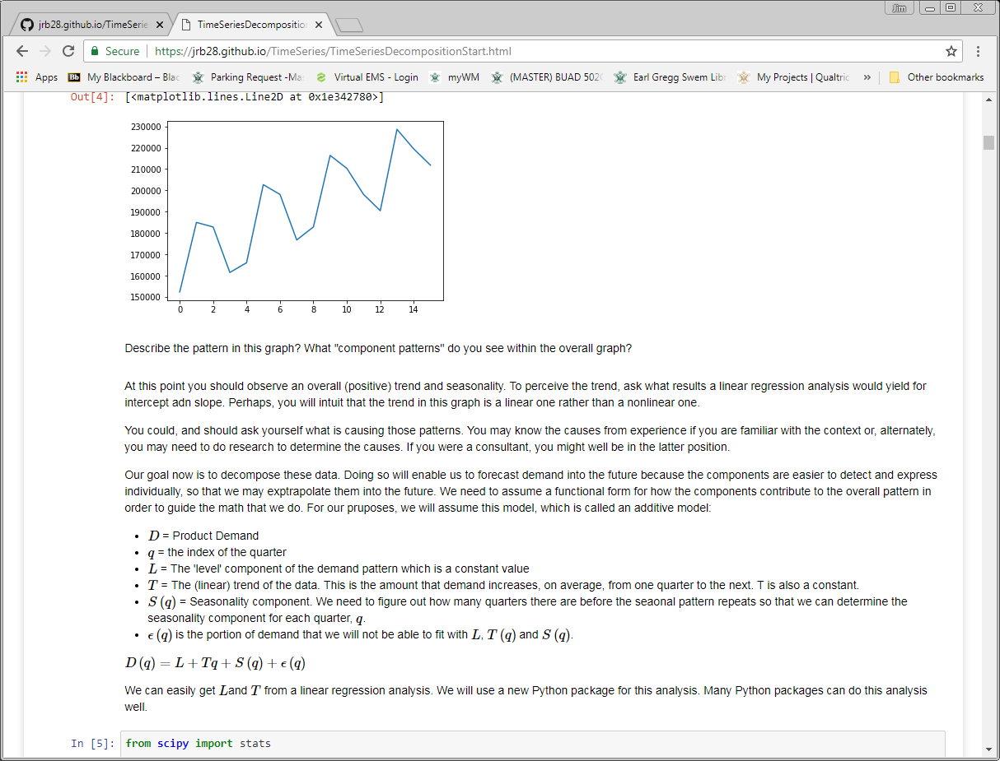 Jim
jrb28.github.io/TimeSerie
TimeSeriesDecomposition
Secure
https://jrb28.github.io/TimeSeries/TimeSeriesDecompositionStart.html
Apps
Bb My Blackboard – Blac
Parking Request -Ma
Virtual EMS - Login
myWM
(MASTER) BUAD 502
Earl Gregg Swem Libr
My Projects | Qualtric
»
Other bookmarks
Out[4]: [<matplotlib.lines.Line2D at 0x1e342780>]
230000
220000
210000
200000
190000
180000
170000
160000
150000
0 2 4 6 8 10 12 14
Describe the pattern in this graph? What "component patterns" do you see within the overall graph?
At this point you should observe an overall (positive) trend and seasonality. To perceive the trend, ask what results a linear regression analysis would yield for
intercept adn slope. Perhaps, you will intuit that the trend in this graph is a linear one rather than a nonlinear one.
You could, and should ask yourself what is causing those patterns. You may know the causes from experience if you are familiar with the context or, alternately,
you may need to do research to determine the causes. If you were a consultant, you might well be in the latter position.
Our goal now is to decompose these data. Doing so will enable us to forecast demand into the future because the components are easier to detect and express
individually, so that we may exptrapolate them into the future. We need to assume a functional form for how the components contribute to the overall pattern in
order to guide the math that we do. For our pruposes, we will assume this model, which is called an additive model:
• D = Product Demand
• q = the index of the quarter
• L = The 'level' component of the demand pattern which is a constant value
• T = The (linear) trend of the data. This is the amount that demand increases, on average, from one quarter to the next. T is also a constant.
• S (q) = Seasonality component. We need to figure out how many quarters there are before the seaonal pattern repeats so that we can determine the
seasonality component for each quarter, q.
• ϵ (q) is the portion of demand that we will not be able to fit with L, T (q) and S (q).
D (q) = L + Tq + S (q) + ϵ (q)
We can easily get Land T from a linear regression analysis. We will use a new Python package for this analysis. Many Python packages can do this analysis
well.
In [5]: from scipy import stats